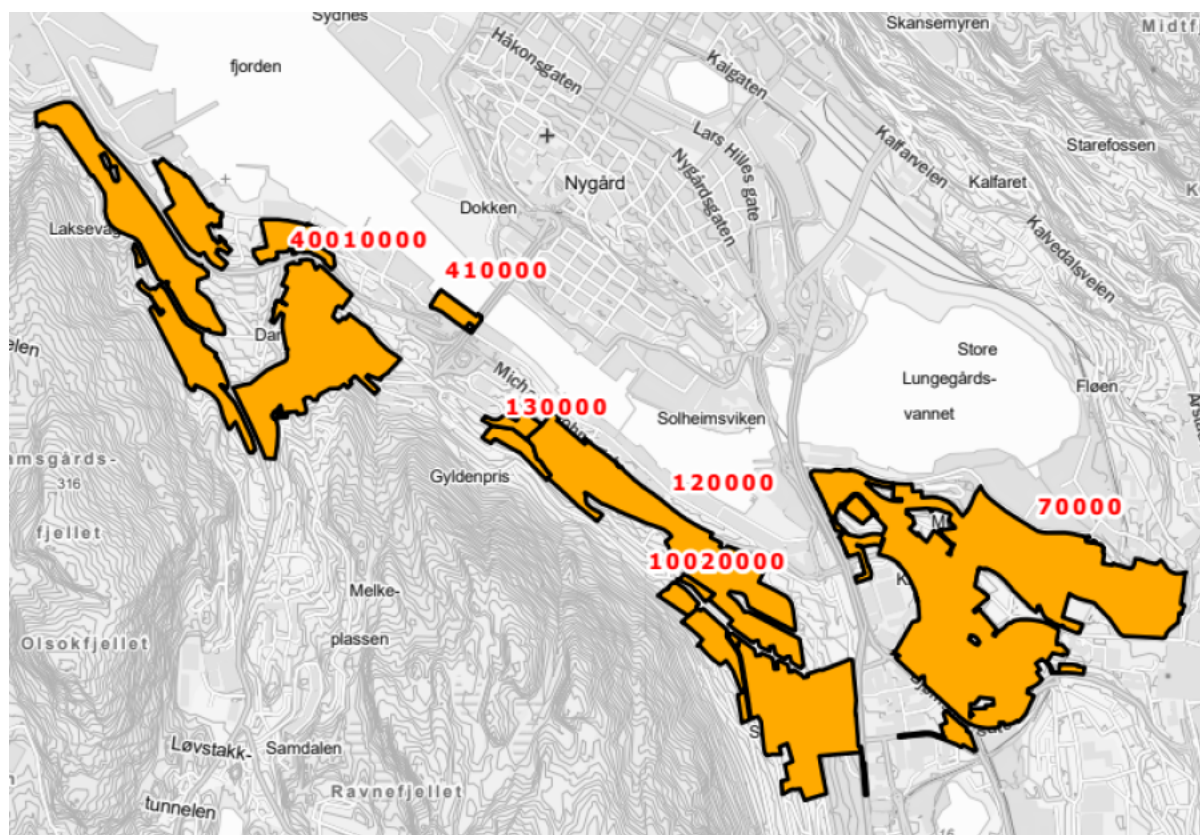 Sydnes
Skansemyren
fjorden
Håkonsgaten
Kaigaten
Starefossen
Lars Hilles gate
Kalfarveien
Nygårdsgaten
Nygård
Kalfaret
Dokken
Kalvedalsveien
40010000
410000
Store
Lungegårds-
vannet
Fløen
130000
Solheimsviken
Gyldenpris
316
120000
70000
fjellet
10020000
Melke-
plassen
Olsokfjellet
Løvstakk-
tunnelen
Samdalen
Ravnefjellet
16